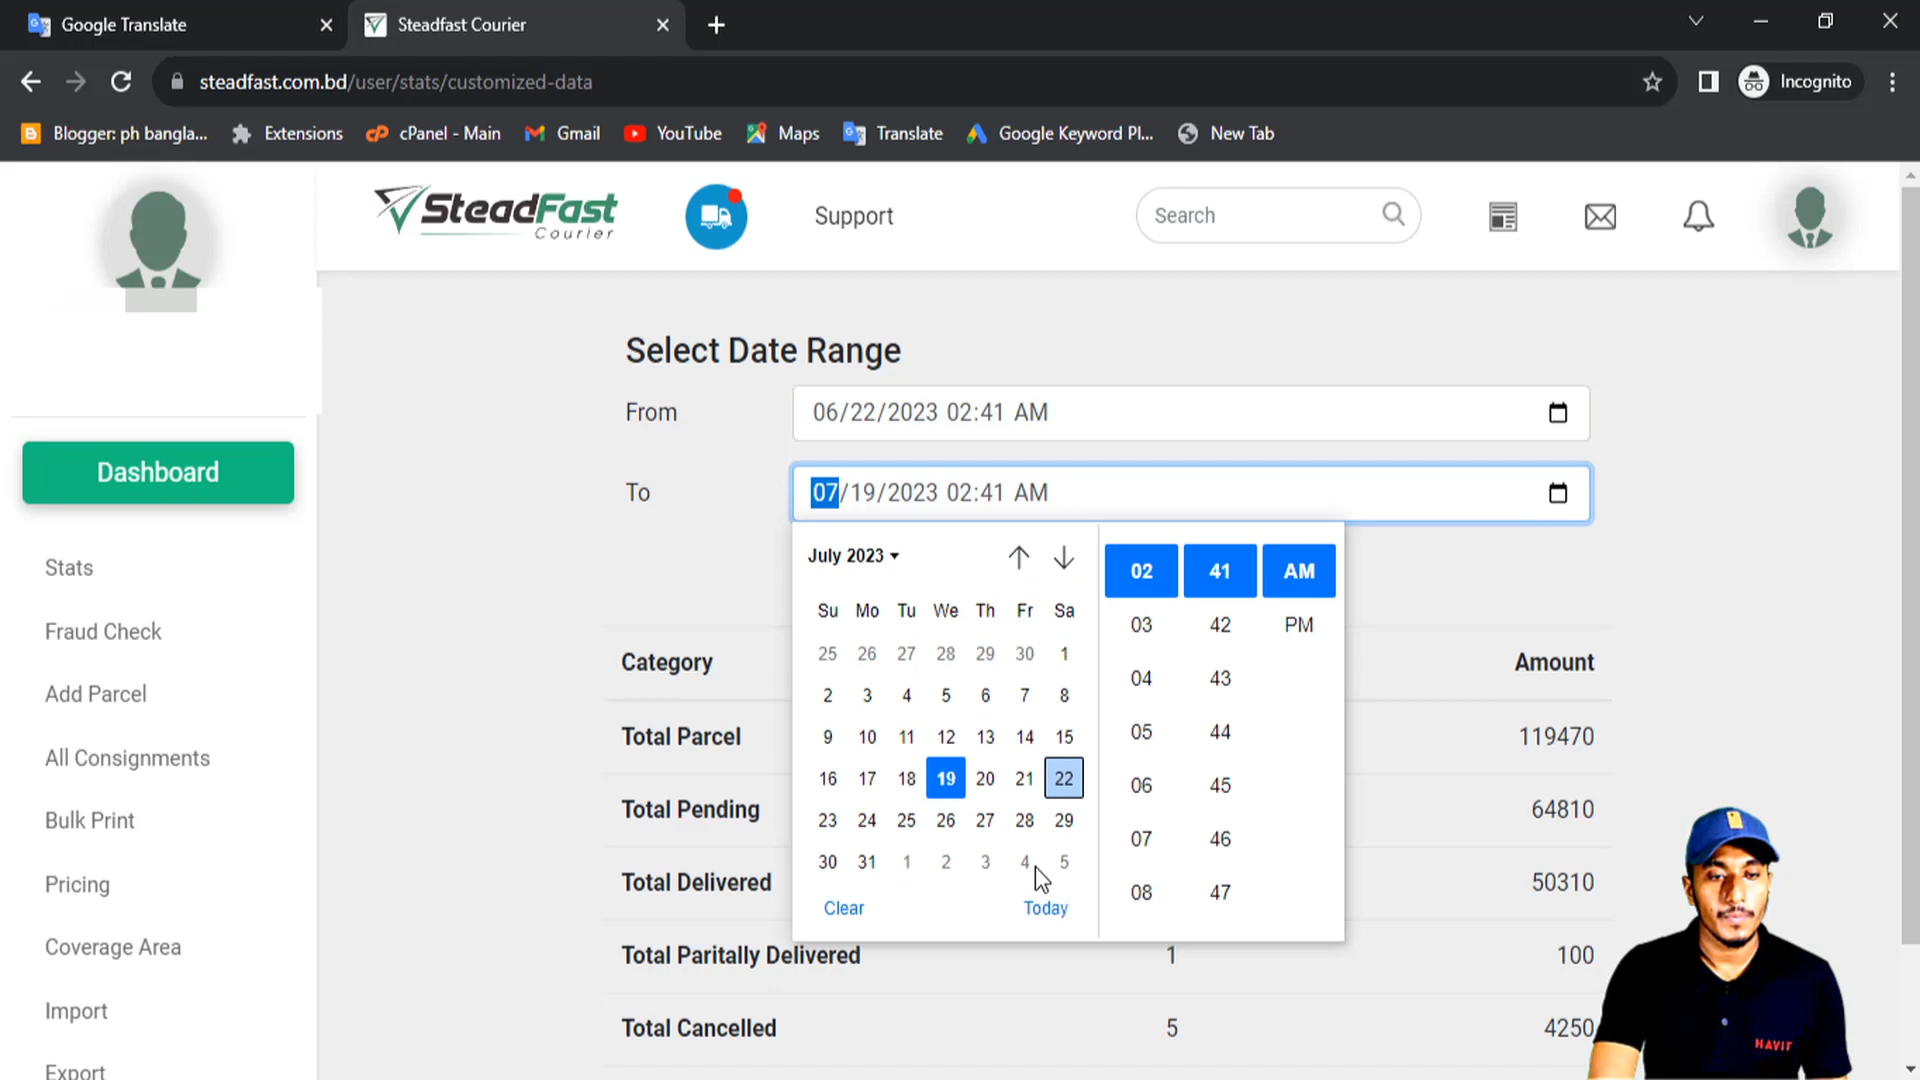 Google Translate
Steadfast Courier
steadfast.com.bd/user/stats/customized-data
Incognito
Blogger: ph bangla...
Extensions
cPanel - Main
Gmail
YouTube
Maps
Translate
Google Keyword Pl...
New Tab
SteadFast
Courier
Support
Search
Select Date Range
From
06/22/2023 02:41 AM
To
07/19/2023 02:41 AM
Dashboard
Stats
Fraud Check
Add Parcel
All Consignments
Bulk Print
Pricing
Coverage Area
Import
Export
July 2023
Su Mo Tu We Th Fr Sa
25 26 27 28 29 30 1
2 3 4 5 6 7 8
9 10 11 12 13 14 15
16 17 18 19 20 21 22
23 24 25 26 27 28 29
30 31 1 2 3 4 5
Clear
Today
02 41 AM
03 42 PM
04 43
05 44
06 45
07 46
08 47
Category
Amount
Total Parcel
119470
Total Pending
64810
Total Delivered
50310
Total Paritally Delivered
1
100
Total Cancelled
5
4250
HAVIT